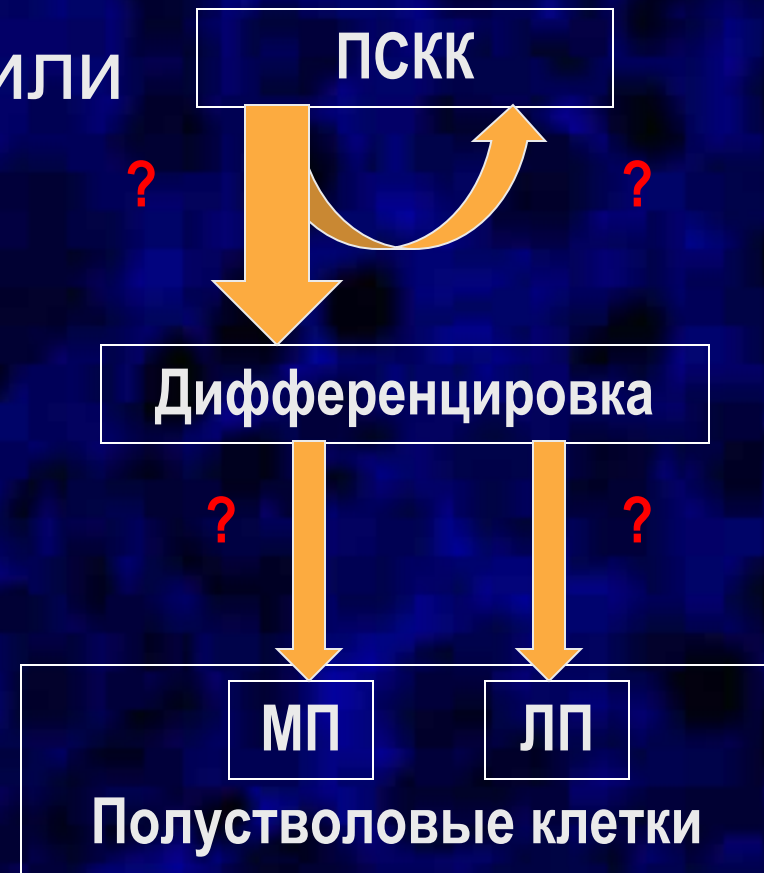 или
ПСКК
? ?
Дифференцировка
? ?
МП ЛП
Полустволовые клетки